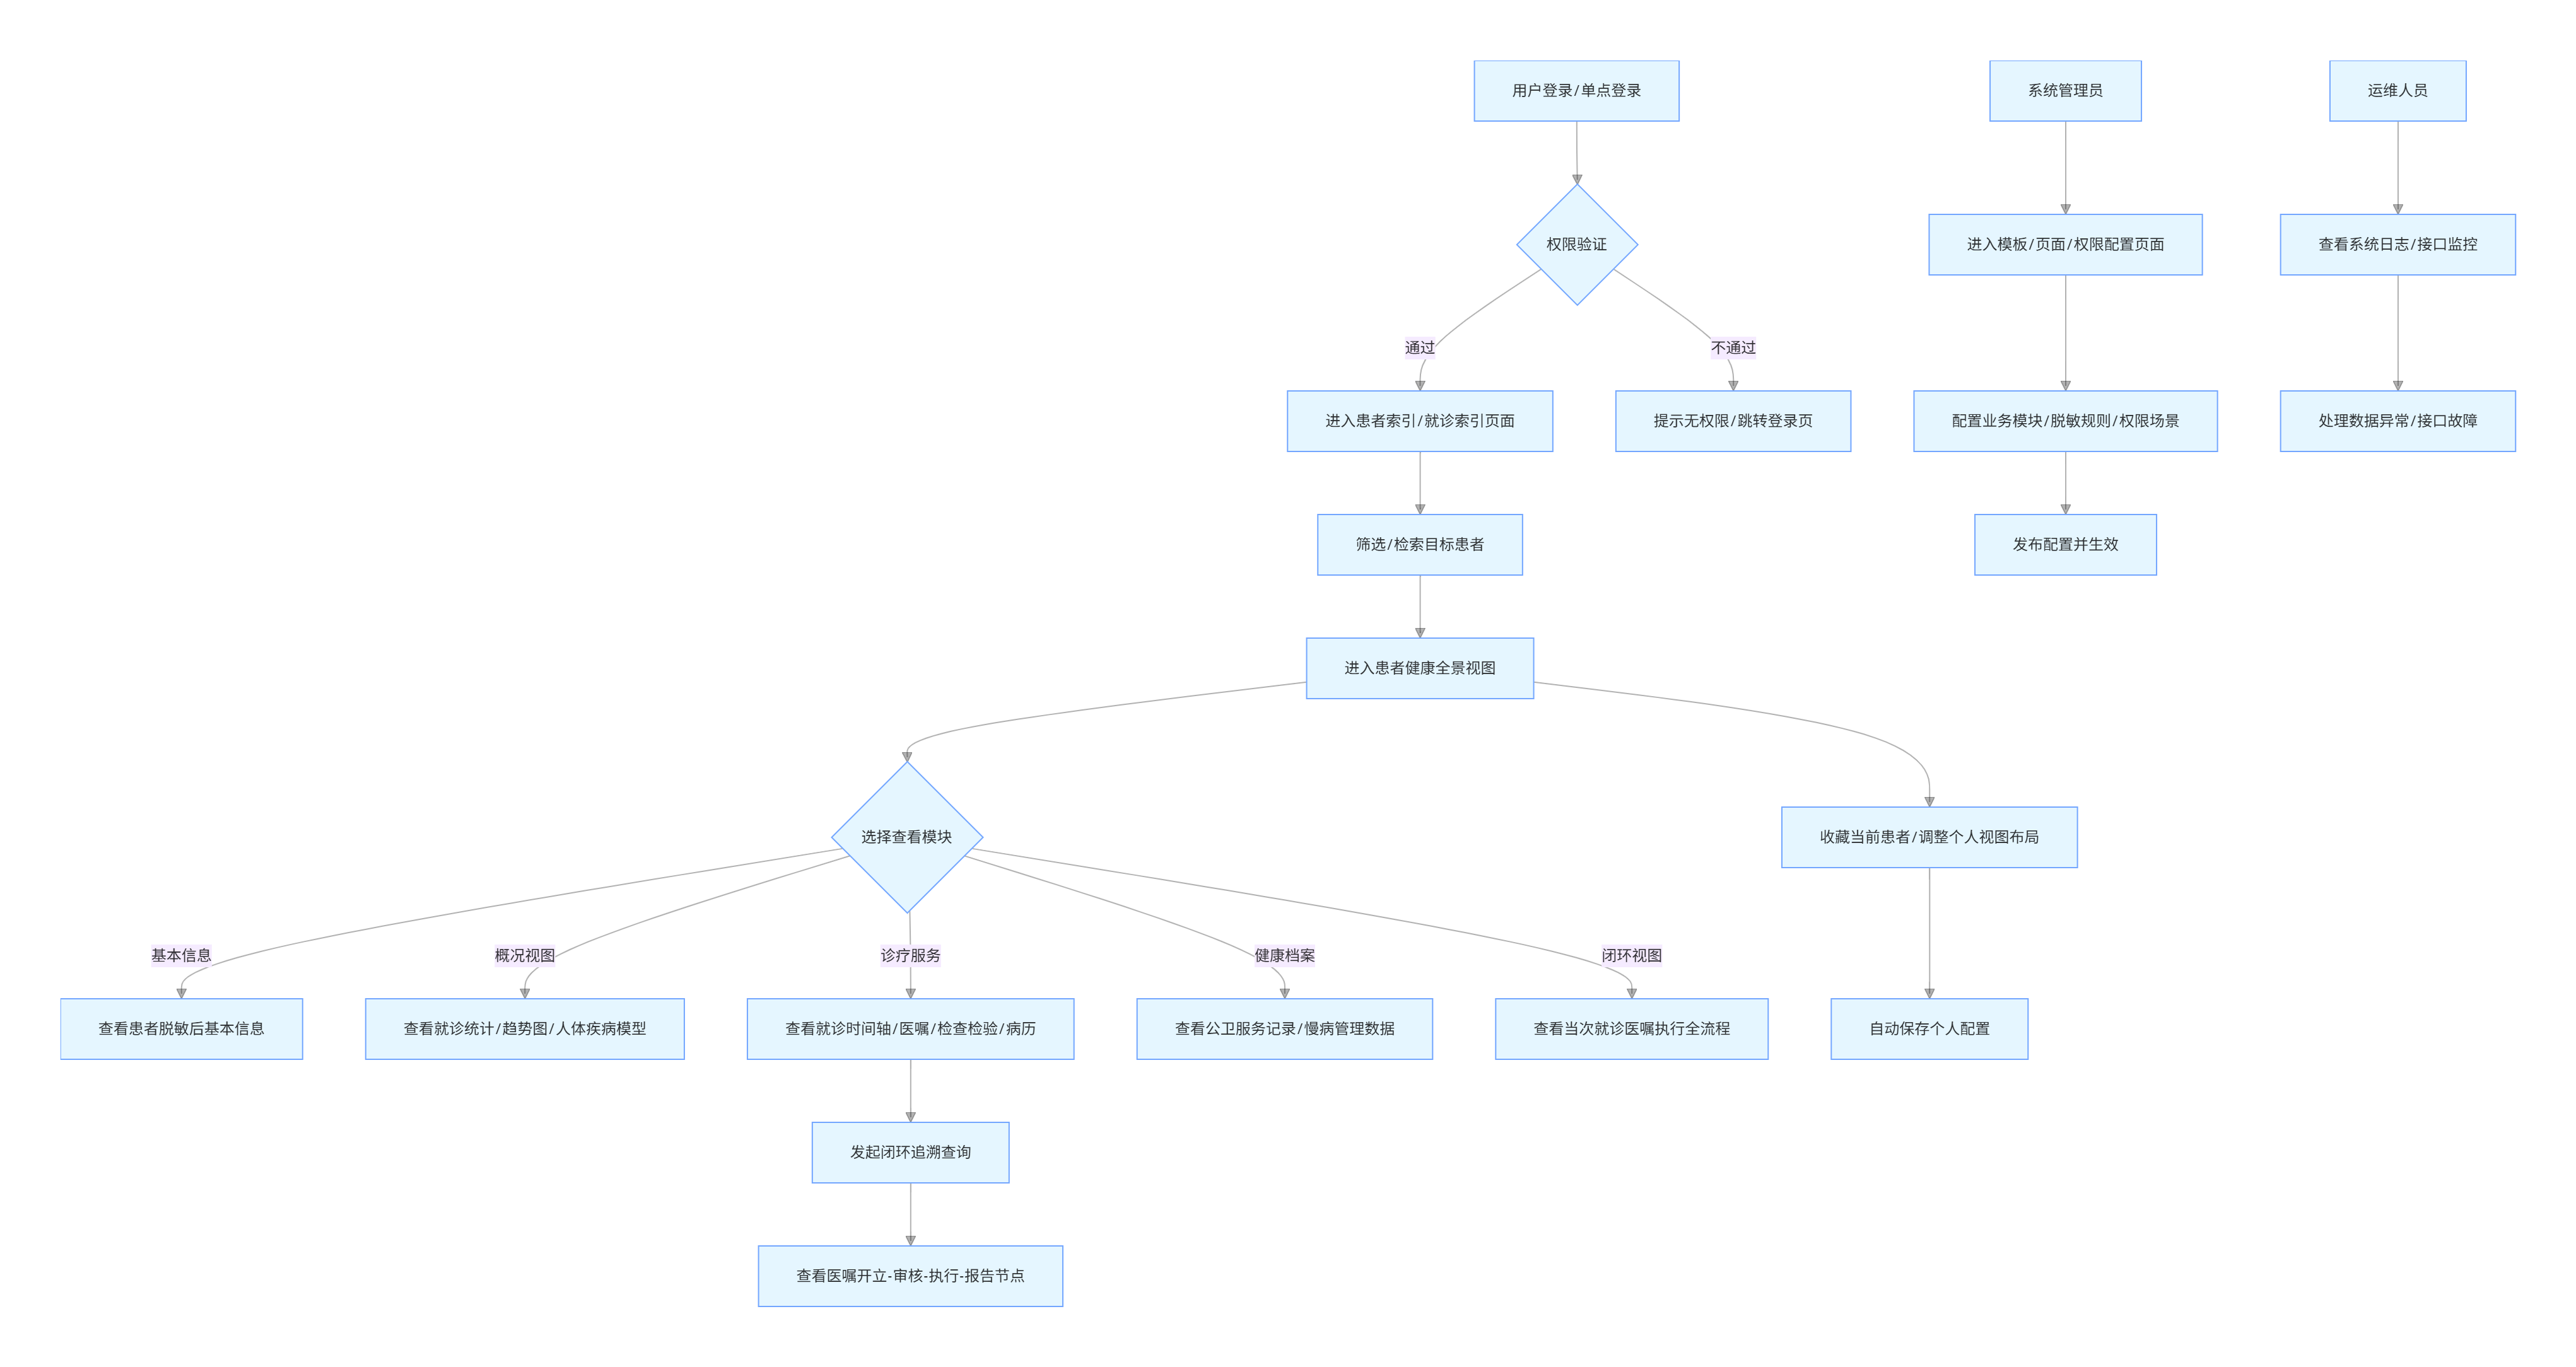 用户登录/单点登录
系统管理员
运维人员
权限验证
进入模板/页面/权限配置页面
查看系统日志/接口监控
通过
不通过
进入患者索引/就诊索引页面
提示无权限/跳转登录页
配置业务模块/脱敏规则/权限场景
处理数据异常/接口故障
筛选/检索目标患者
发布配置并生效
进入患者健康全景视图
选择查看模块
收藏当前患者/调整个人视图布局
基本信息
概况视图
诊疗服务
健康档案
闭环视图
查看患者脱敏后基本信息
查看就诊统计/趋势图/人体疾病模型
查看就诊时间轴/医嘱/检查检验/病历
查看公卫服务记录/慢病管理数据
查看当次就诊医嘱执行全流程
自动保存个人配置
发起闭环追溯查询
查看医嘱开立-审核-执行-报告节点